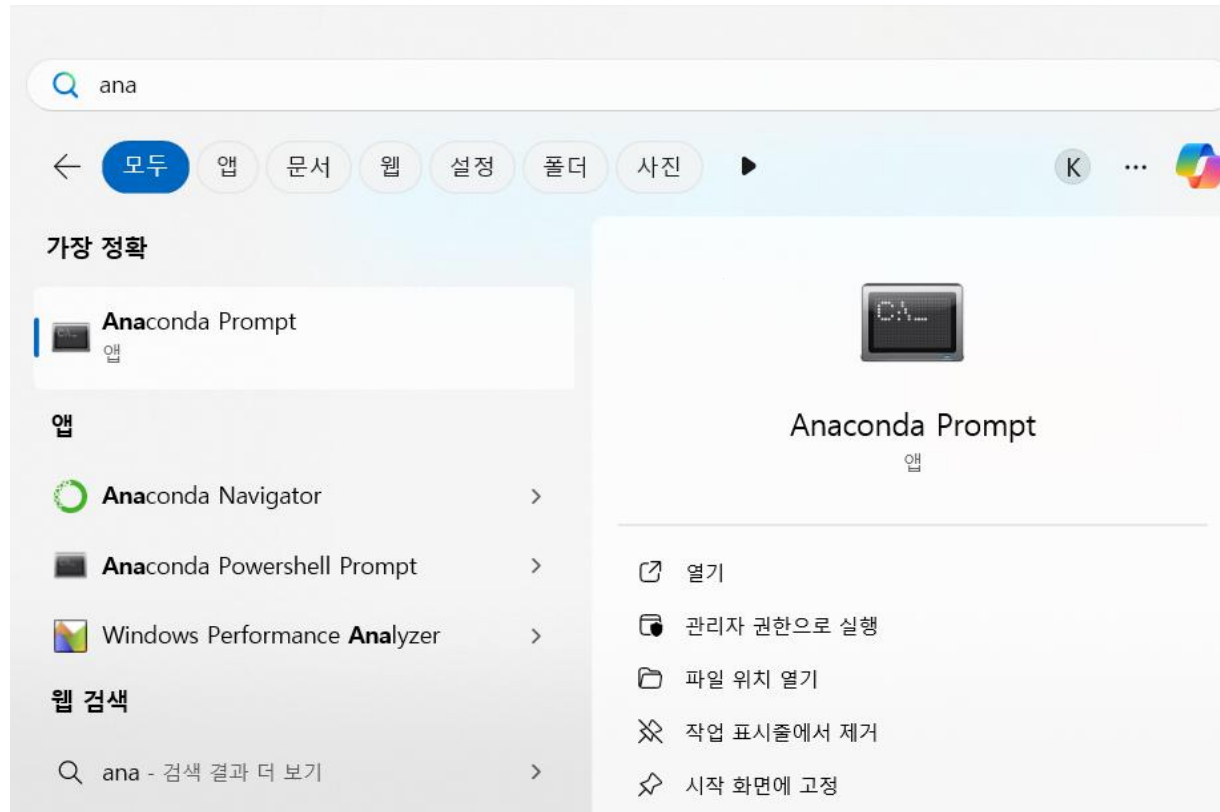 ana
모두 앱 문서 웹 설정 폴더 사진 K ...
가장 정확
Anaconda Prompt
앱
앱
Anaconda Navigator
Anaconda Powershell Prompt
Windows Performance Analyzer
웹 검색
ana - 검색 결과 더 보기
C:\_
Anaconda Prompt
앱
열기
관리자 권한으로 실행
파일 위치 열기
작업 표시줄에서 제거
시작 화면에 고정